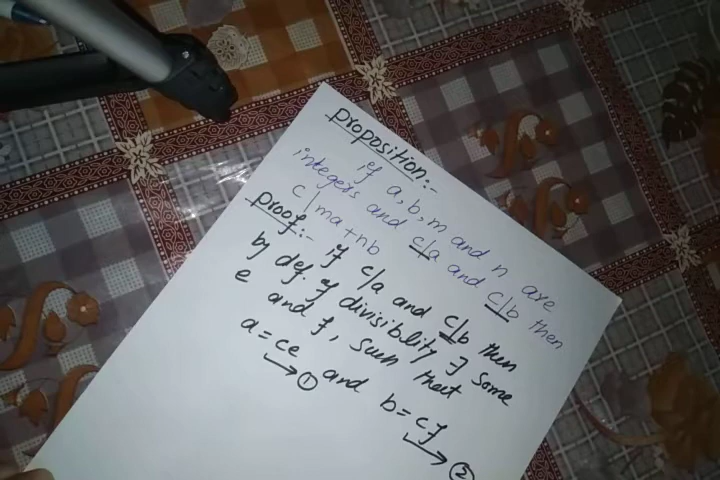 proposition:-
if a, b, m and n are
integers and c/a and c/b then
c | ma + nb
proof:- if c/a and c/b then
by def. of divisibility ∃ some
e and f, such that
a = ce and b = cf
→ ① → ②